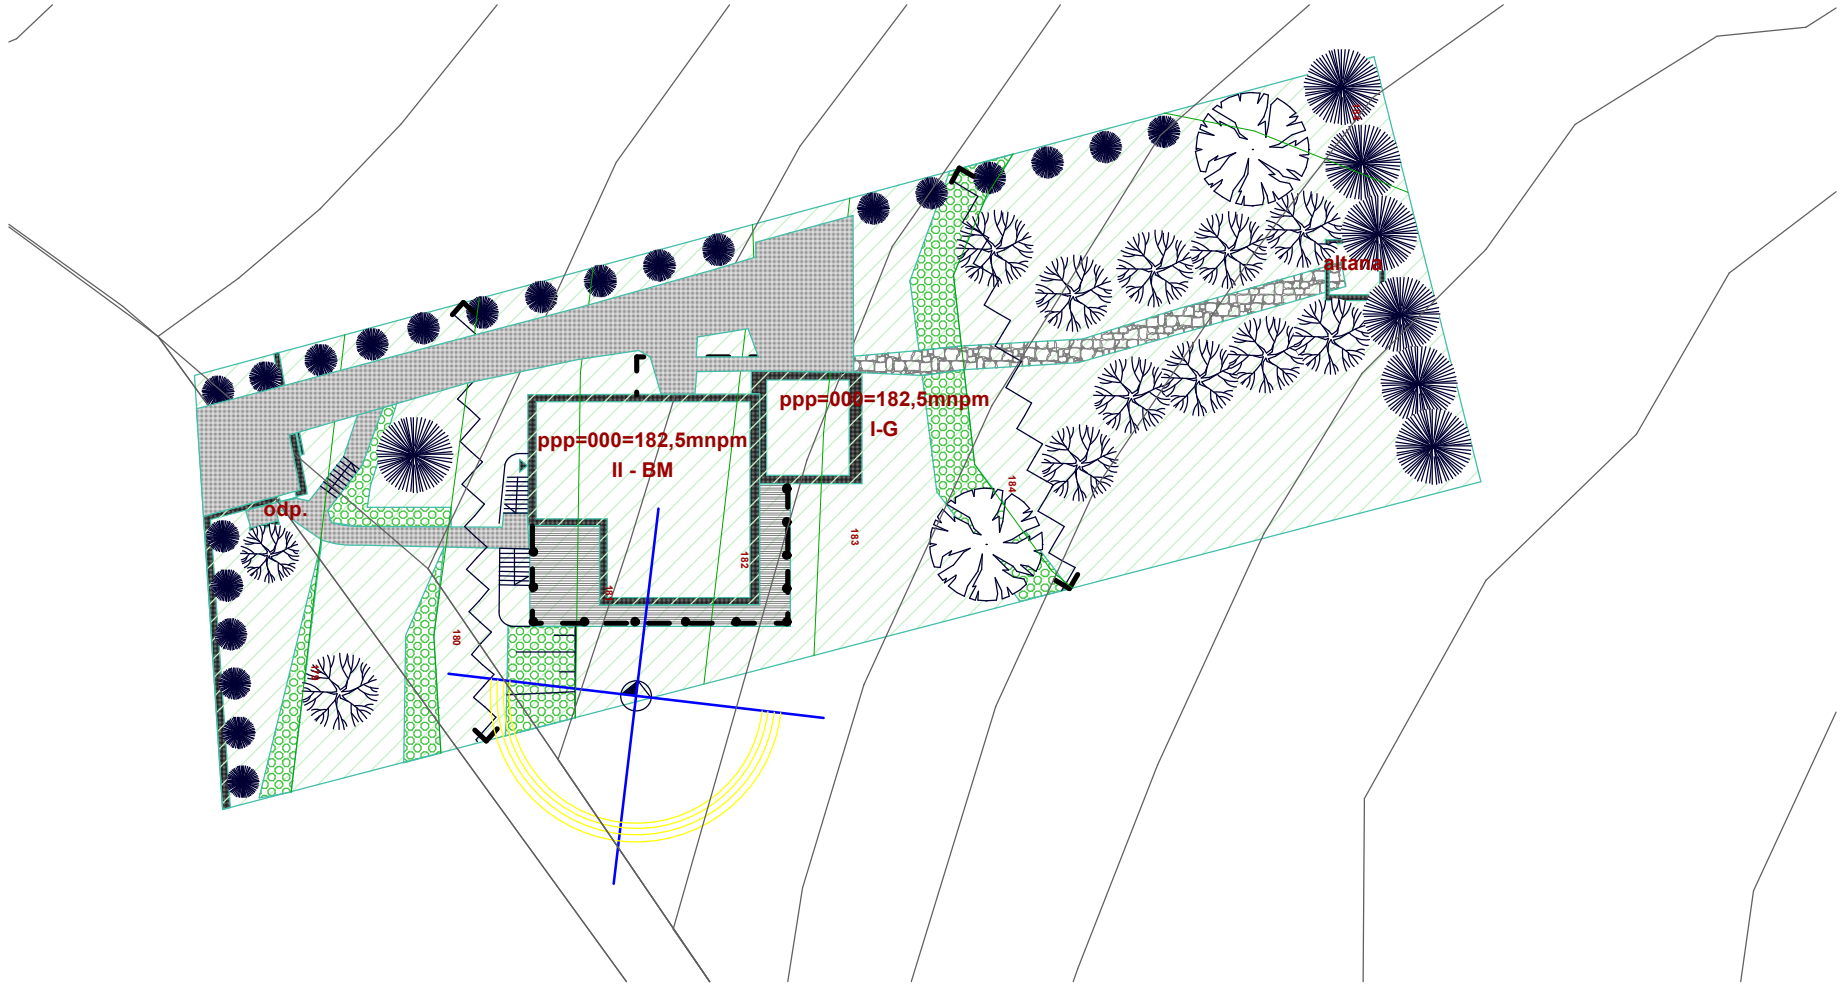 altana
ppp=000=182,5mnpm
I-G
ppp=000=182,5mnpm
II - BM
odp.
184
183
182
180